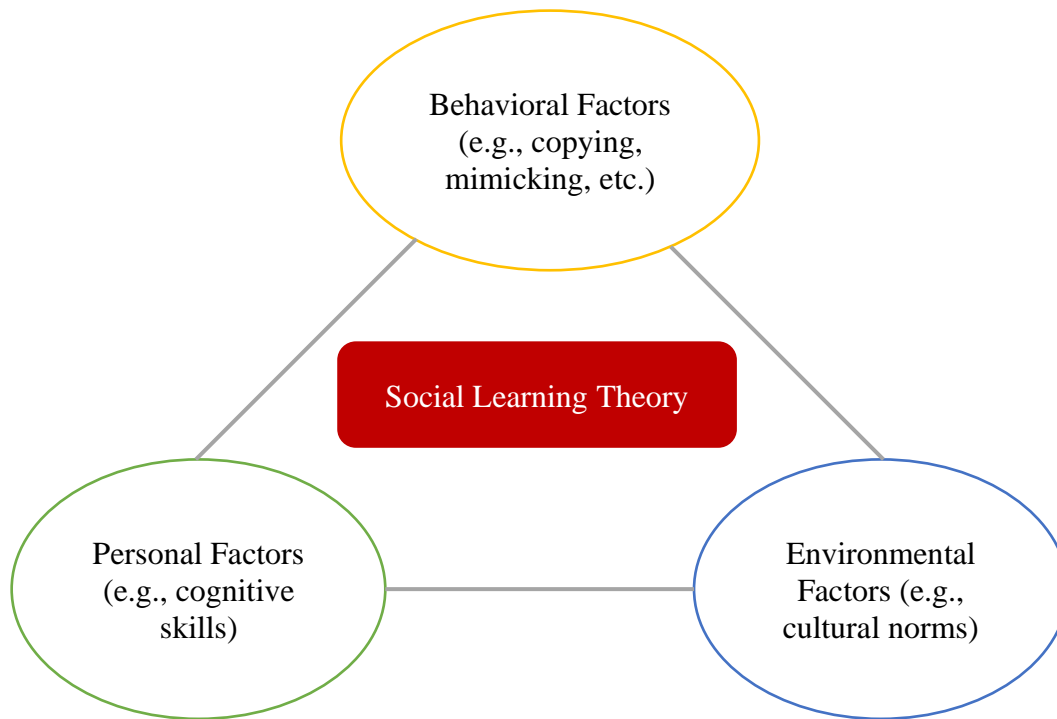 Behavioral Factors
(e.g., copying,
mimicking, etc.)
Social Learning Theory
Personal Factors
(e.g., cognitive
skills)
Environmental
Factors (e.g.,
cultural norms)